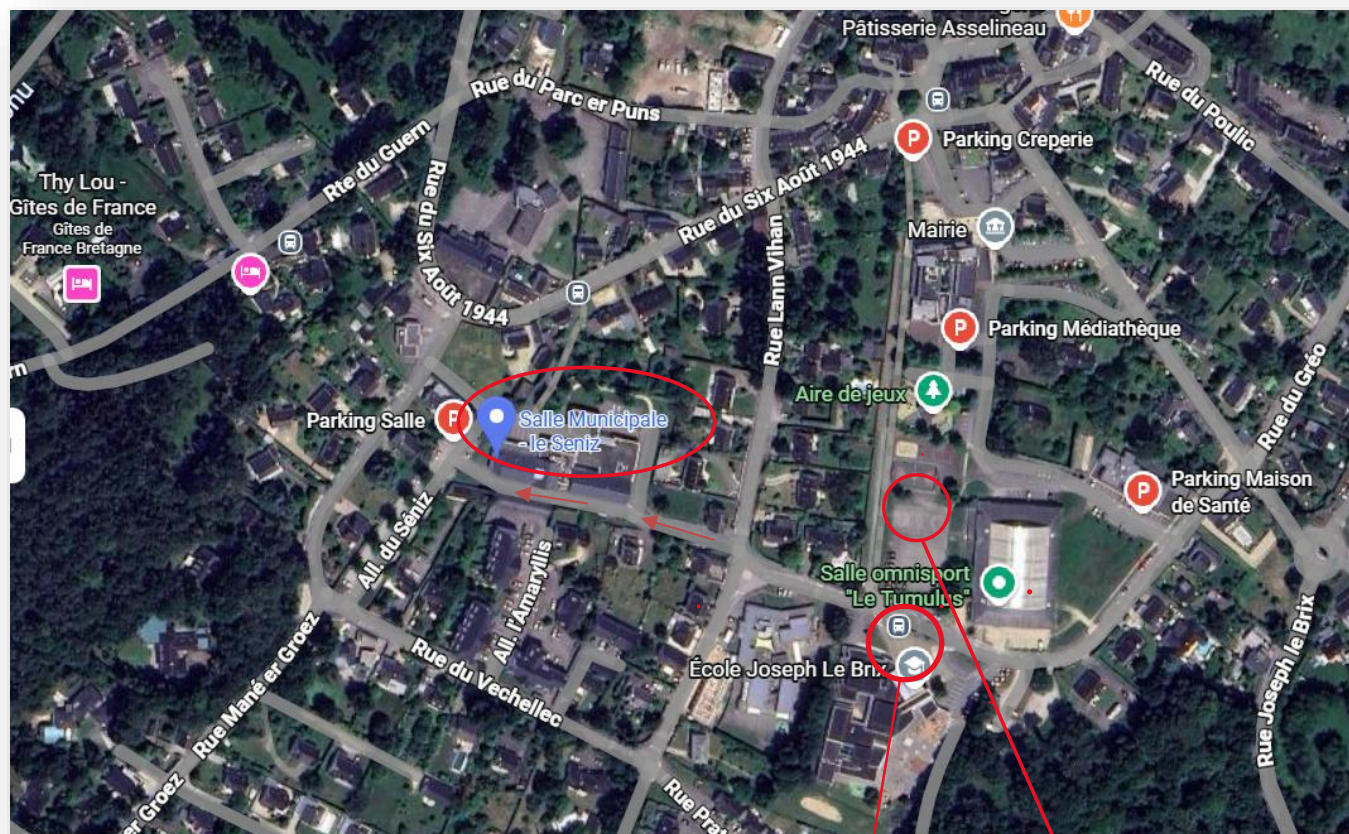 Pâtisserie Asselineau
Rue du Parc er Puns
Rue du Poulic
Parking Creperie
Rte du Guern
Rue du Six Août 1944
Rue du Six Août 1944
Thy Lou -
Gîtes de France
Gîtes de
France Bretagne
Mairie
Rue Lann Vihan
Parking Médiathèque
Aire de jeux
Rue du Gréo
Parking Salle
Salle Municipale
- le Seniz
Parking Maison
de Santé
All. du Séniz
All. l'Amaryllis
Salle omnisport
"Le Tumulus"
École Joseph Le Brix
Rue du Vechellec
Rue Mané er Groez
Rue Joseph le Brix
er Groez
Rue Prat